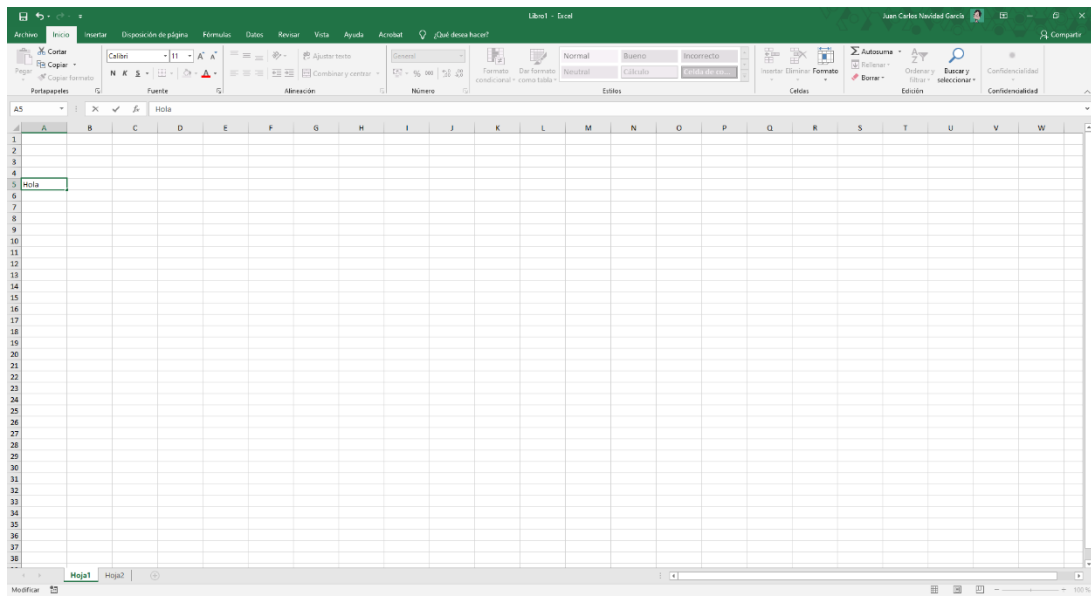 Libro1 - Excel
Juan Carlos Navidad García
Archivo Inicio Insertar Disposición de página Fórmulas Datos Revisar Vista Ayuda Acrobat ¿Qué desea hacer? Compartir
Pegar
Cortar
Copiar
Copiar formato
Portapapeles
Calibri 11 A A
N K S A
Fuente
Ajustar texto
Combinar y centrar
Alineación
General
% 000
Número
Formato condicional
Dar formato como tabla
Normal Bueno Incorrecto
Neutral Cálculo Celda de co...
Estilos
Insertar Eliminar Formato
Celdas
Autosuma
Rellenar
Borrar
Ordenar y filtrar
Buscar y seleccionar
Edición
Confidencialidad
Confidencialidad
A5 fx Hola
A B C D E F G H I J K L M N O P Q R S T U V W
1
2
3
4
5 Hola
6
7
8
9
10
11
12
13
14
15
16
17
18
19
20
21
22
23
24
25
26
27
28
29
30
31
32
33
34
35
36
37
38
Hoja1 Hoja2
Modificar
100 %